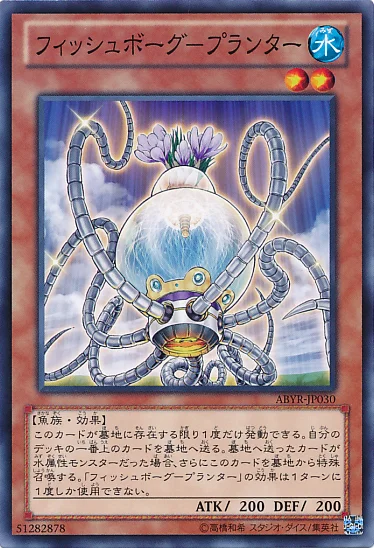 フィッシュボーグ－プランター
水
ABYR-JP030
【魚族・効果】
このカードが墓地に存在する限り1度だけ発動できる。自分の
デッキの一番上のカードを墓地へ送る。墓地へ送ったカードが
水属性モンスターだった場合、さらにこのカードを墓地から特殊
召喚する。「フィッシュボーグ－プランター」の効果は1ターンに
1度しか使用できない。
ATK/ 200 DEF/ 200
51282878
©高橋和希 スタジオ・ダイス/集英社